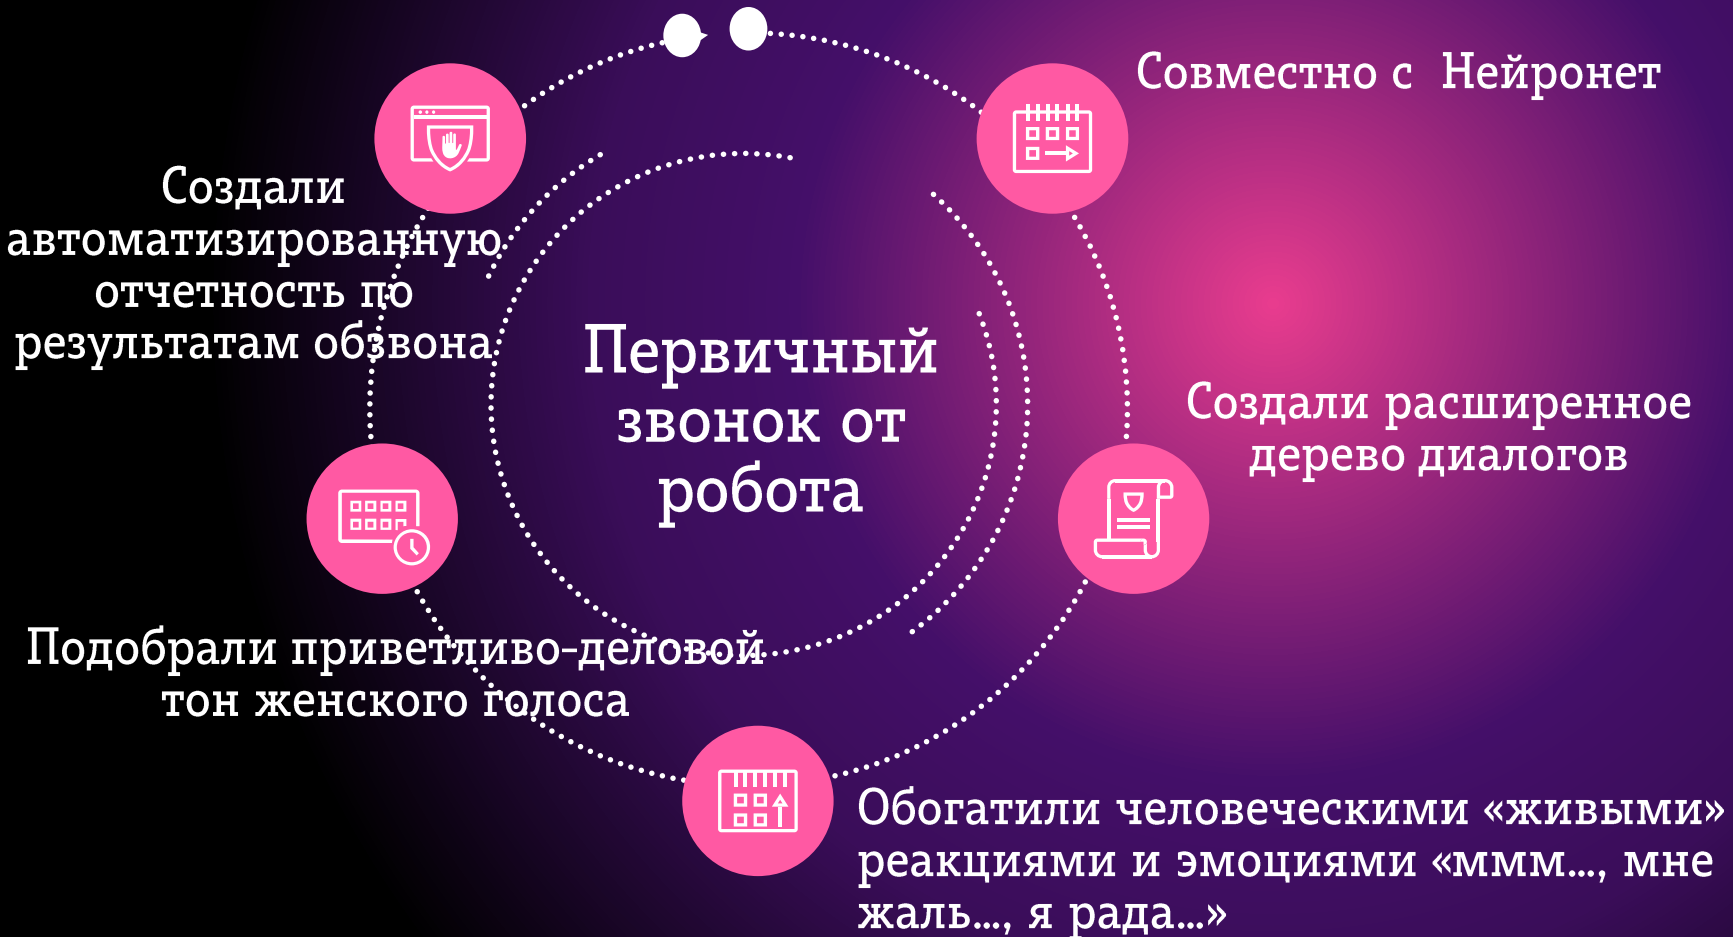 Совместно с Нейронет
Создали
автоматизированную
отчетность по
результатам обзвона
Первичный
звонок от
робота
Создали расширенное
дерево диалогов
Подобрали приветливо-деловой
тон женского голоса
Обогатили человеческими «живыми»
реакциями и эмоциями «ммм..., мне
жаль..., я рада...»